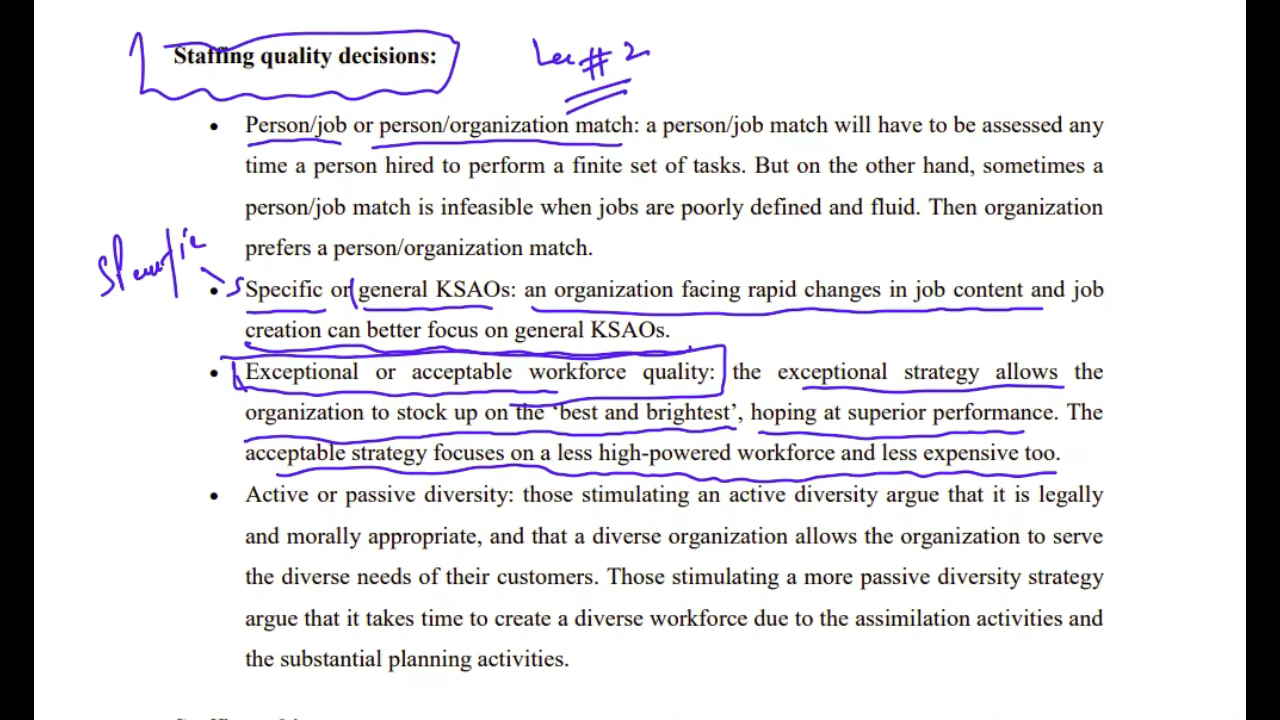 Staffing quality decisions:
Lec # 2
• Person/job or person/organization match: a person/job match will have to be assessed any
time a person hired to perform a finite set of tasks. But on the other hand, sometimes a
person/job match is infeasible when jobs are poorly defined and fluid. Then organization
prefers a person/organization match.
• Specific or general KSAOs: an organization facing rapid changes in job content and job
creation can better focus on general KSAOs.
• Exceptional or acceptable workforce quality: the exceptional strategy allows the
organization to stock up on the ‘best and brightest’, hoping at superior performance. The
acceptable strategy focuses on a less high-powered workforce and less expensive too.
• Active or passive diversity: those stimulating an active diversity argue that it is legally
and morally appropriate, and that a diverse organization allows the organization to serve
the diverse needs of their customers. Those stimulating a more passive diversity strategy
argue that it takes time to create a diverse workforce due to the assimilation activities and
the substantial planning activities.